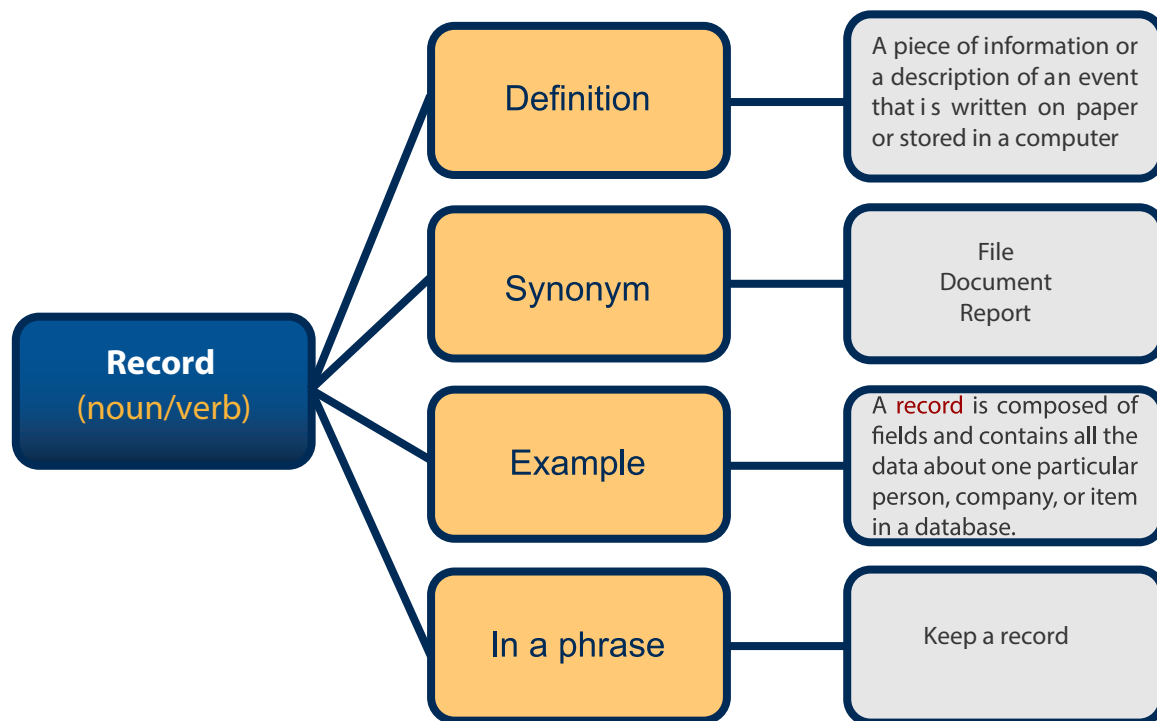 Record
(noun/verb)
Definition
A piece of information or
a description of an event
that i s written on paper
or stored in a computer
Synonym
File
Document
Report
Example
A record is composed of
fields and contains all the
data about one particular
person, company, or item
in a database.
In a phrase
Keep a record